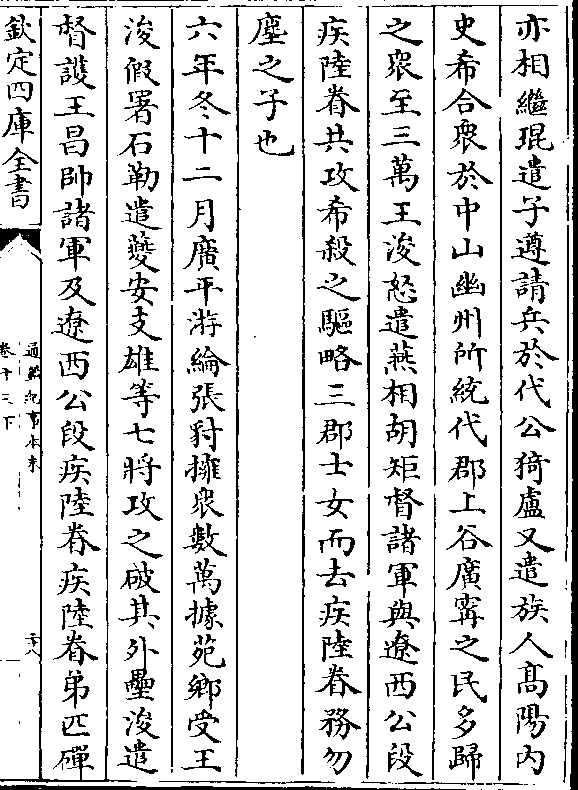 亦相繼琨遣子遵請兵於代公猗盧又遣族人髙陽内
史希合衆於中山幽州所統代郡上谷廣甯之民多歸
之衆至三萬王浚怒遣燕相胡矩督諸軍與遼西公段
疾陸眷共攻希殺之驅略三郡士女而去疾陸眷務勿
塵之子也
六年冬十二月廣平游綸張豺擁衆數萬據苑鄉受王
浚假署石勒遣夔安支雄等七將攻之破其外壘浚遣
督護王昌帥諸軍及遼西公段疾陸眷疾陸眷弟匹磾
欽定四庫全書
通鑑紀事本末
卷十三下